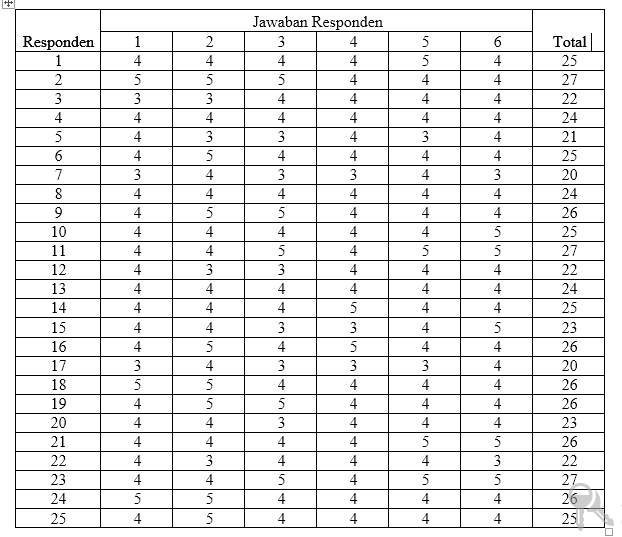 Jawaban Responden
Responden 1 2 3 4 5 6 Total
1 4 4 4 4 5 4 25
2 5 5 5 4 4 4 27
3 3 3 4 4 4 4 22
4 4 4 4 4 4 4 24
5 4 3 3 4 3 4 21
6 4 5 4 4 4 4 25
7 3 4 3 3 4 3 20
8 4 4 4 4 4 4 24
9 4 5 5 4 4 4 26
10 4 4 4 4 4 5 25
11 4 4 5 4 5 5 27
12 4 3 3 4 4 4 22
13 4 4 4 4 4 4 24
14 4 4 4 5 4 4 25
15 4 4 3 3 4 5 23
16 4 5 4 5 4 4 26
17 3 4 3 3 3 4 20
18 5 5 4 4 4 4 26
19 4 5 5 4 4 4 26
20 4 4 3 4 4 4 23
21 4 4 4 4 5 5 26
22 4 3 4 4 4 3 22
23 4 4 5 4 5 5 27
24 5 5 4 4 4 4 26
25 4 5 4 4 4 4 25